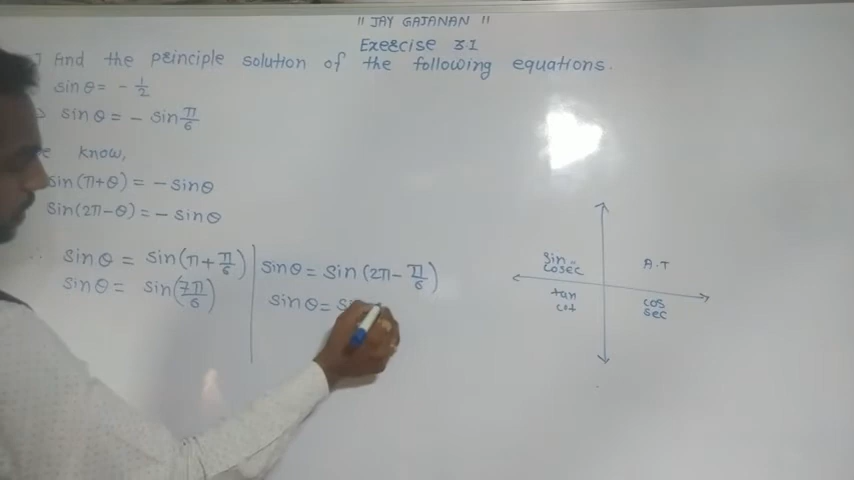 " JAY GAJANAN "
Exercise 3.1
the principle solution of the following equations.
sin θ = - 1/2
sin θ = - sin π/6
know,
sin(π+θ) = - sin θ
sin(2π-θ) = - sin θ
∴ sin θ = sin(π + π/6)
sin θ = sin(7π/6)
sin θ = sin(2π - π/6)
sin θ = s
sin
cosec
A.T
tan
cot
cos
sec